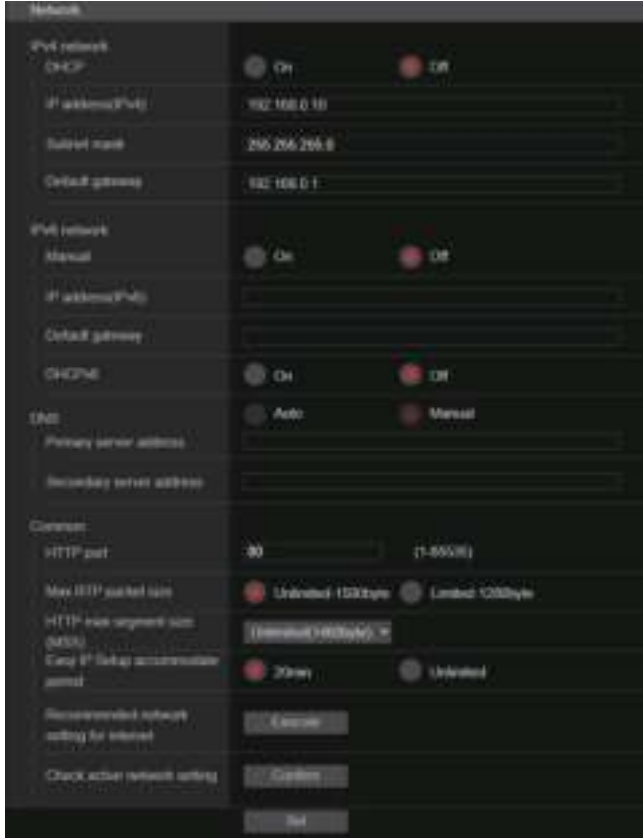 Network
IPv4 network
DHCP On Off
IP address(IPv4) 192.168.0.10
Subnet mask 255.255.255.0
Default gateway 192.168.0.1
IPv6 network
Manual On Off
IP address(IPv6)
Default gateway
DHCPv6 On Off
DNS Auto Manual
Primary server address
Secondary server address
Common
HTTP port 80 (1-65535)
Max RTP packet size Unlimited 1500byte Limited 1280byte
HTTP max segment size
(MSS) Unlimited(1460byte)
Easy IP Setup accommodate
period 20min Unlimited
Recommended network
setting for internet Execute
Check active network setting Confirm
Set